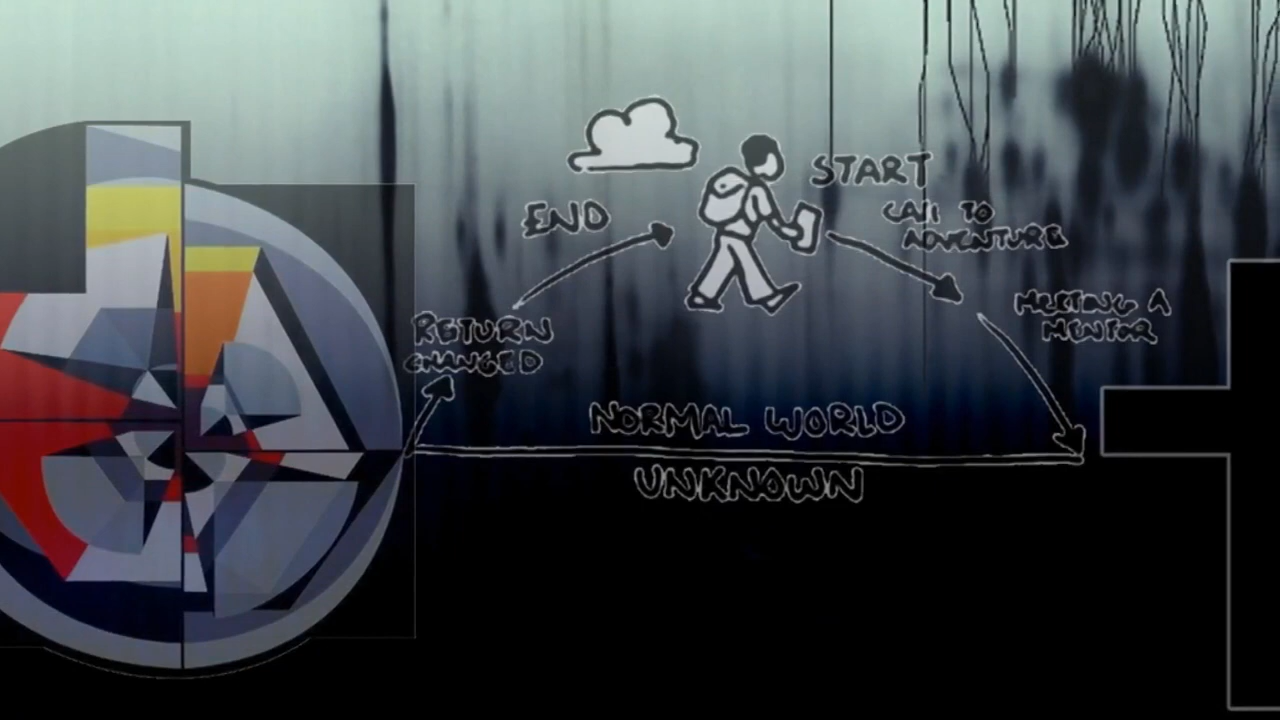 START
CALL TO
ADVENTURE
END
MEETING A
MENTOR
RETURN
CHANGED
NORMAL WORLD
UNKNOWN